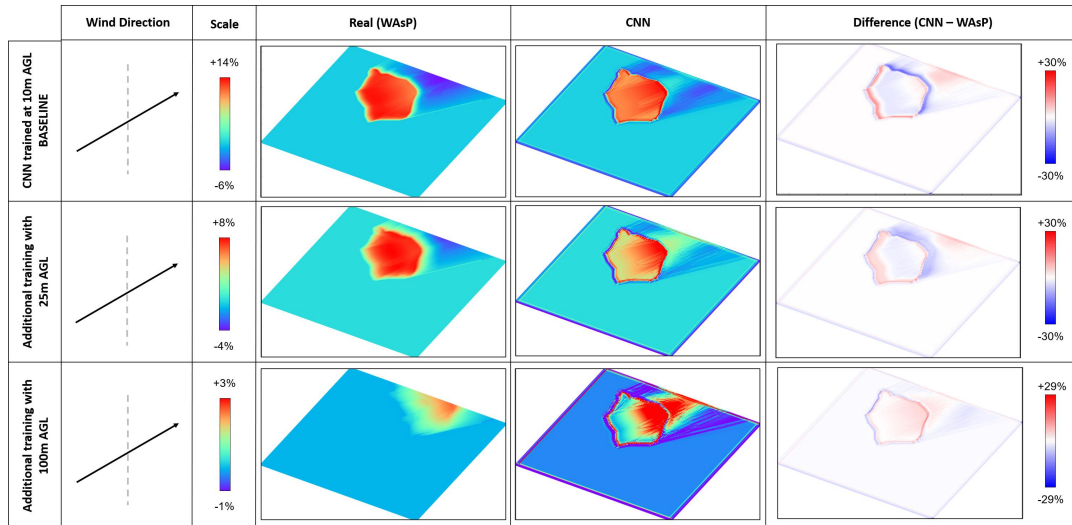 Wind Direction
Scale
Real (WAsP)
CNN
Difference (CNN – WAsP)
CNN trained at 10m AGL
BASELINE
+14%
-6%
+30%
-30%
Additional training with
25m AGL
+8%
-4%
+30%
-30%
Additional training with
100m AGL
+3%
-1%
+29%
-29%